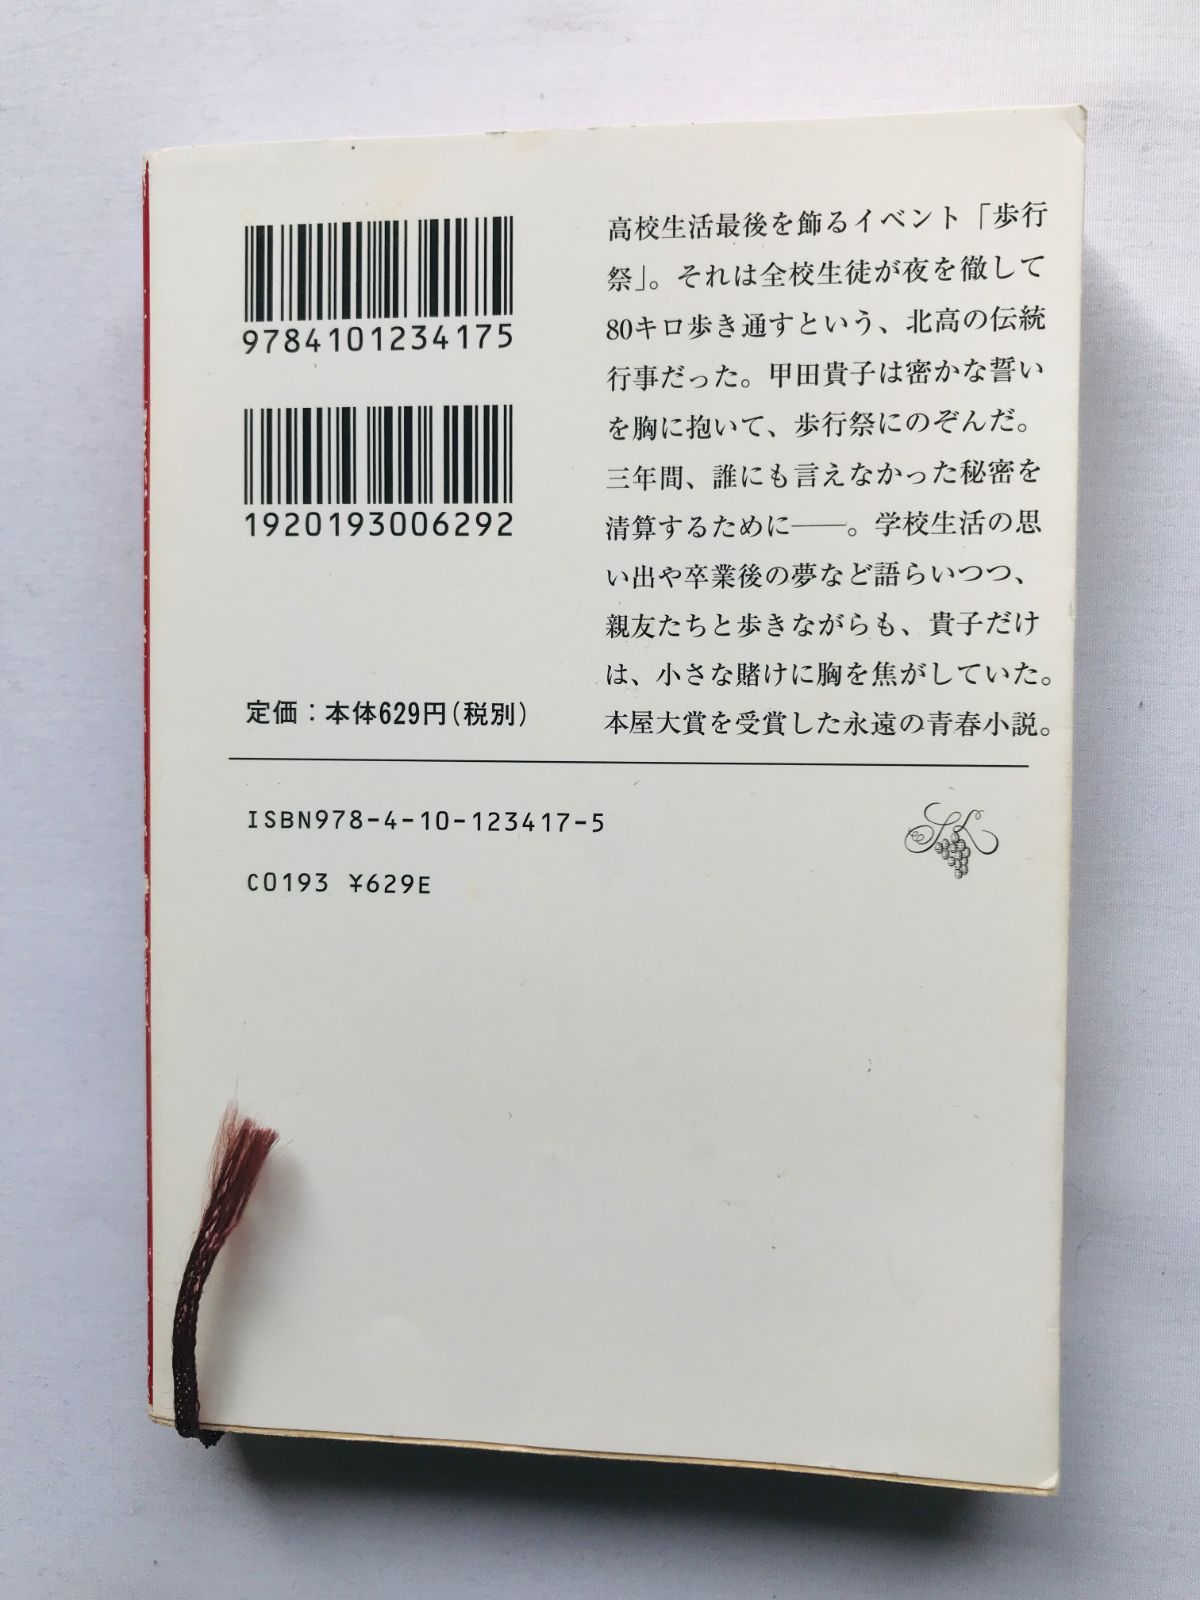 9784101234175
1920193006292
定価：本体629円(税別)
高校生活最後を飾るイベント「歩行
祭」。それは全校生徒が夜を徹して
80キロ歩き通すという、北高の伝統
行事だった。甲田貴子は密かな誓い
を胸に抱いて、歩行祭にのぞんだ。
三年間、誰にも言えなかった秘密を
清算するために――。学校生活の思
い出や卒業後の夢など語らいつつ、
親友たちと歩きながらも、貴子だけ
は、小さな賭けに胸を焦がしていた。
本屋大賞を受賞した永遠の青春小説。
ISBN978-4-10-123417-5
C0193 ¥629E